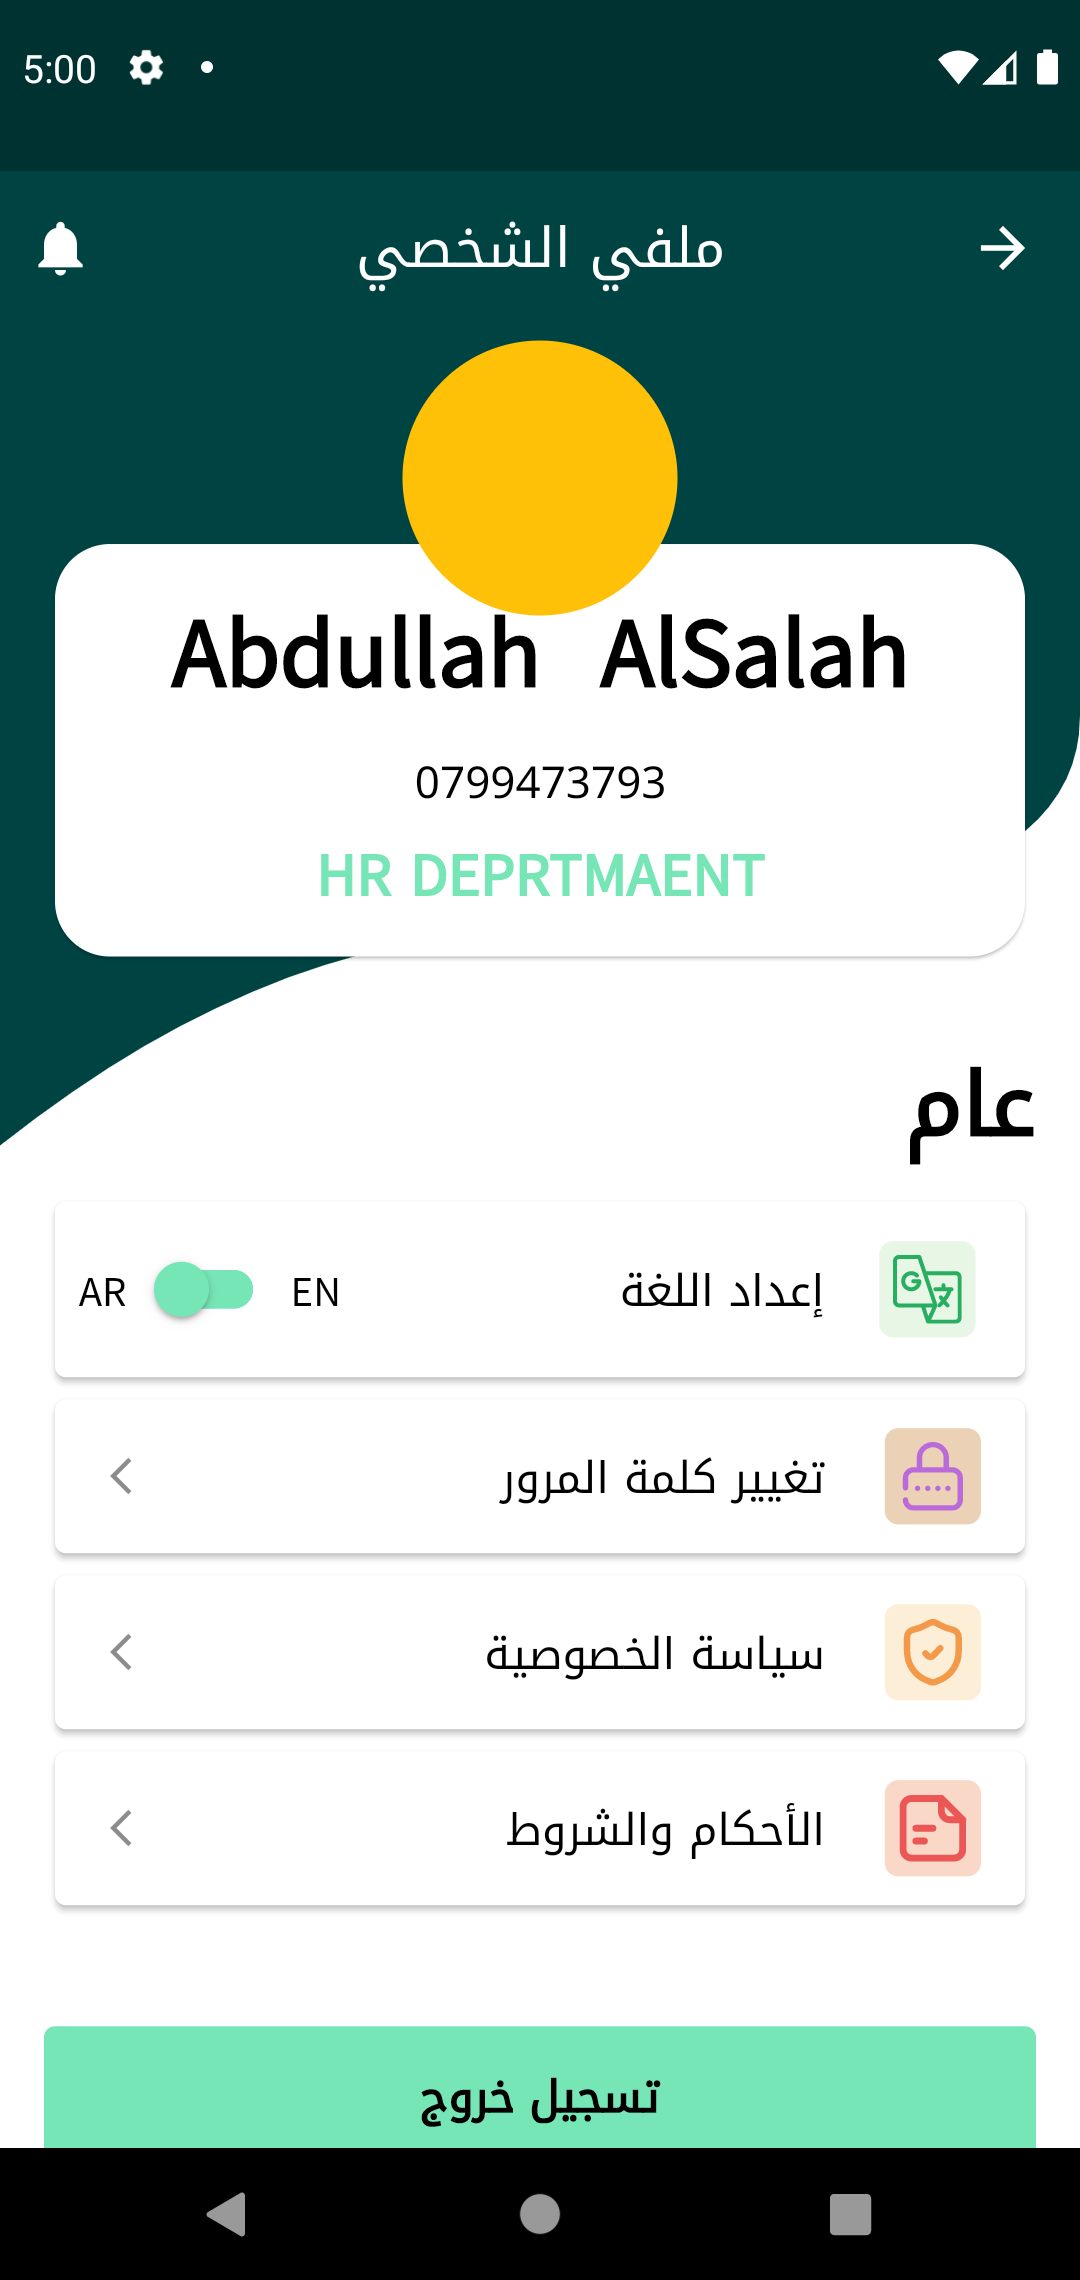 5:00
ملفي الشخصي
Abdullah AlSalah
0799473793
HR DEPRTMAENT
عام
إعداد اللغة
AR EN
تغيير كلمة المرور
سياسة الخصوصية
الأحكام والشروط
تسجيل خروج